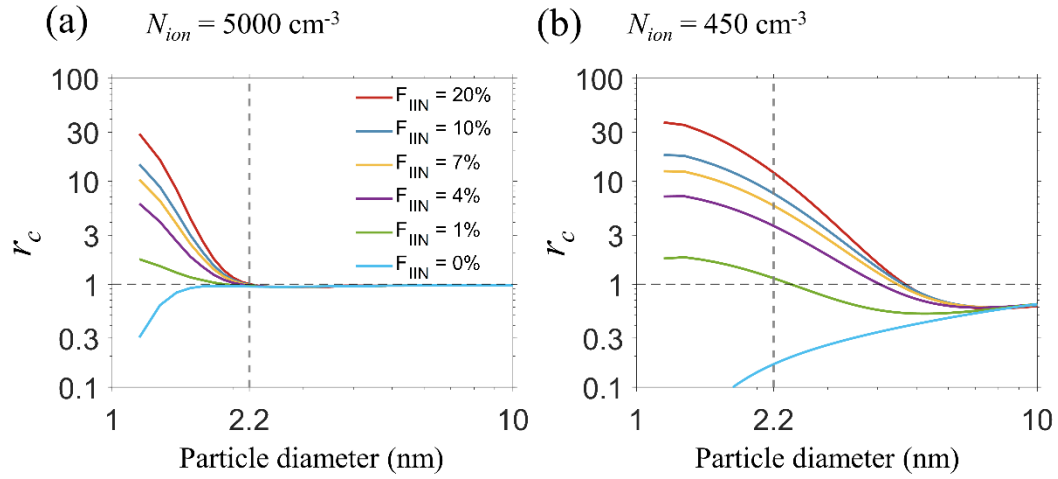 (a) N_ion = 5000 cm⁻³
(b) N_ion = 450 cm⁻³
r_c
100
30
10
3
1
0.3
0.1
F_IIN = 20%
F_IIN = 10%
F_IIN = 7%
F_IIN = 4%
F_IIN = 1%
F_IIN = 0%
1 2.2 10
Particle diameter (nm)
r_c
100
30
10
3
1
0.3
0.1
1 2.2 10
Particle diameter (nm)